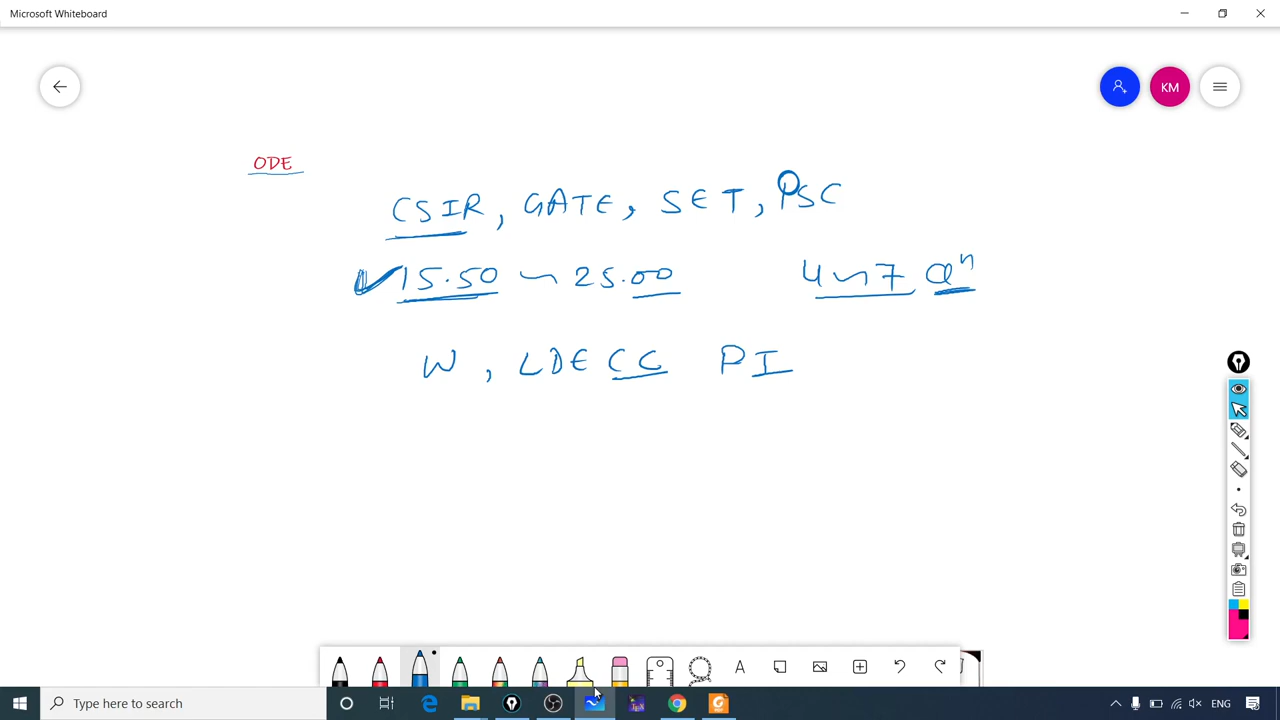 Microsoft Whiteboard
KM
ODE
CSIR, GATE, SET, PSC
15.50 ~ 25.00 4 ~ 7 Qn
W, LDE CC PI
Type here to search
ENG